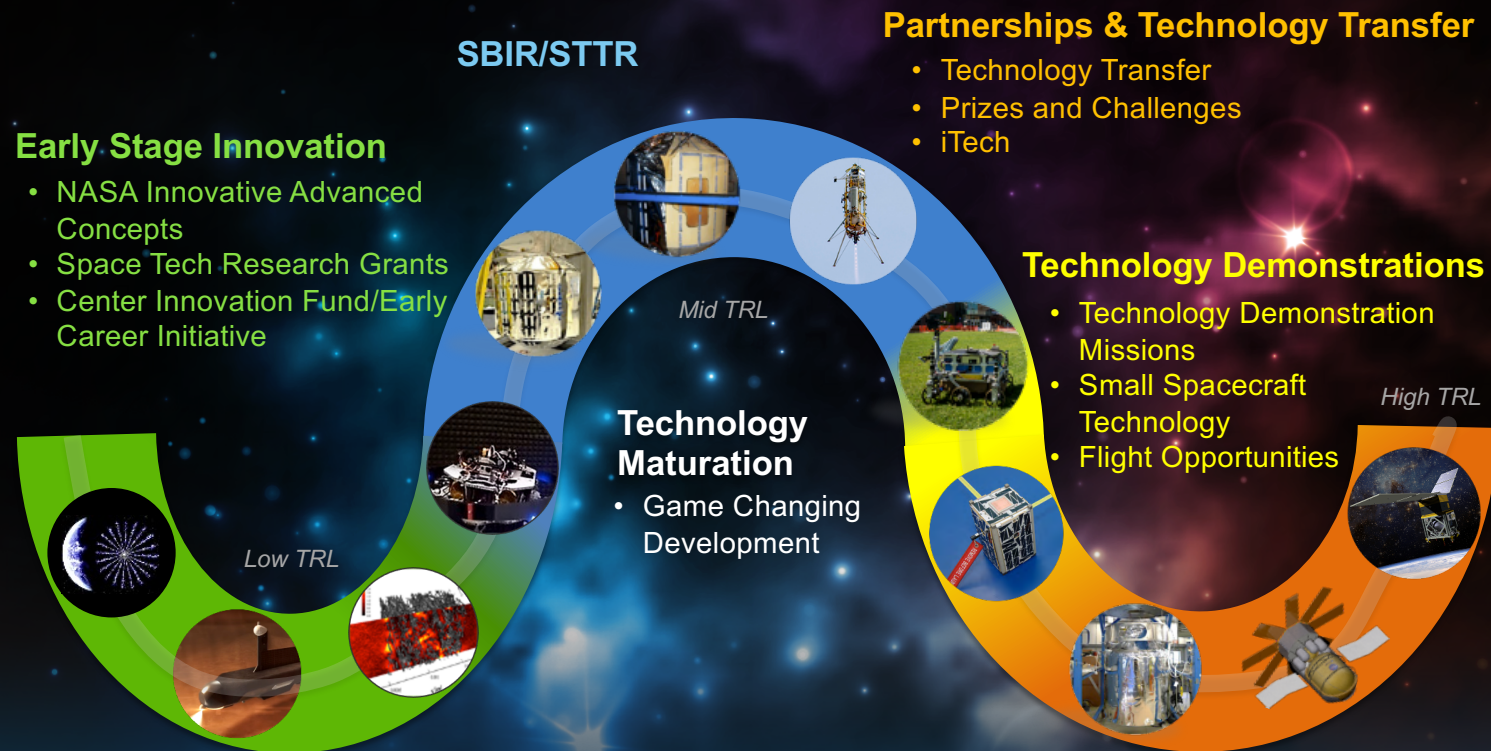 SBIR/STTR
Partnerships & Technology Transfer
• Technology Transfer
• Prizes and Challenges
• iTech
Early Stage Innovation
• NASA Innovative Advanced
Concepts
• Space Tech Research Grants
• Center Innovation Fund/Early
Career Initiative
Mid TRL
Technology Demonstrations
• Technology Demonstration
Missions
• Small Spacecraft
Technology
• Flight Opportunities
High TRL
Technology
Maturation
• Game Changing
Development
Low TRL